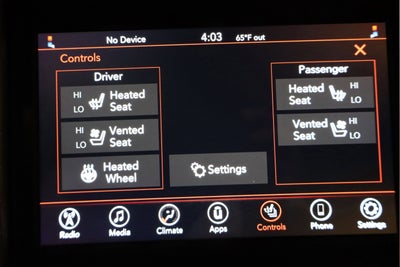 No Device 4:03 65°F out
Controls
Driver
HI
LO
Heated
Seat
HI
LO
Vented
Seat
Heated
Wheel
Settings
Passenger
Heated
Seat
HI
LO
Vented
Seat
HI
LO
Radio Media Climate Apps Controls Phone Settings